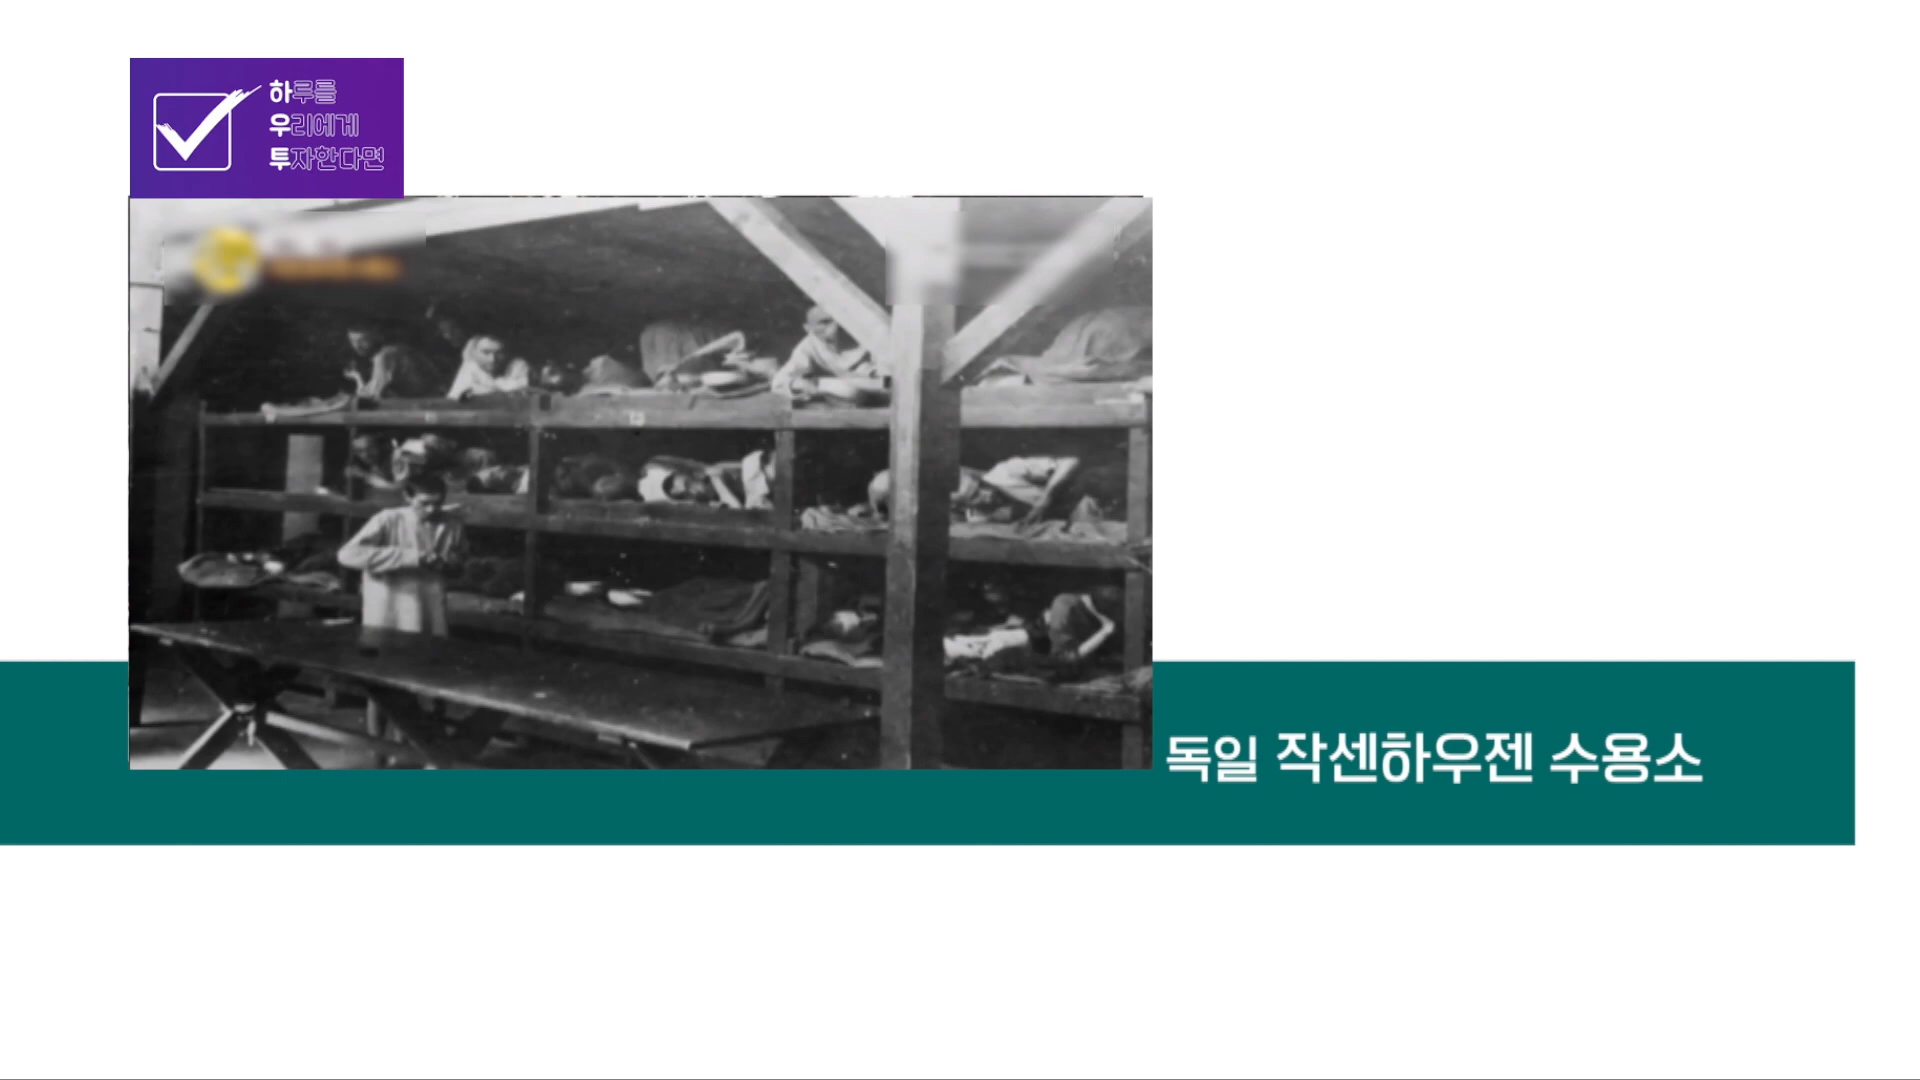 하루를
우리에게
투자한다면
독일 작센하우젠 수용소